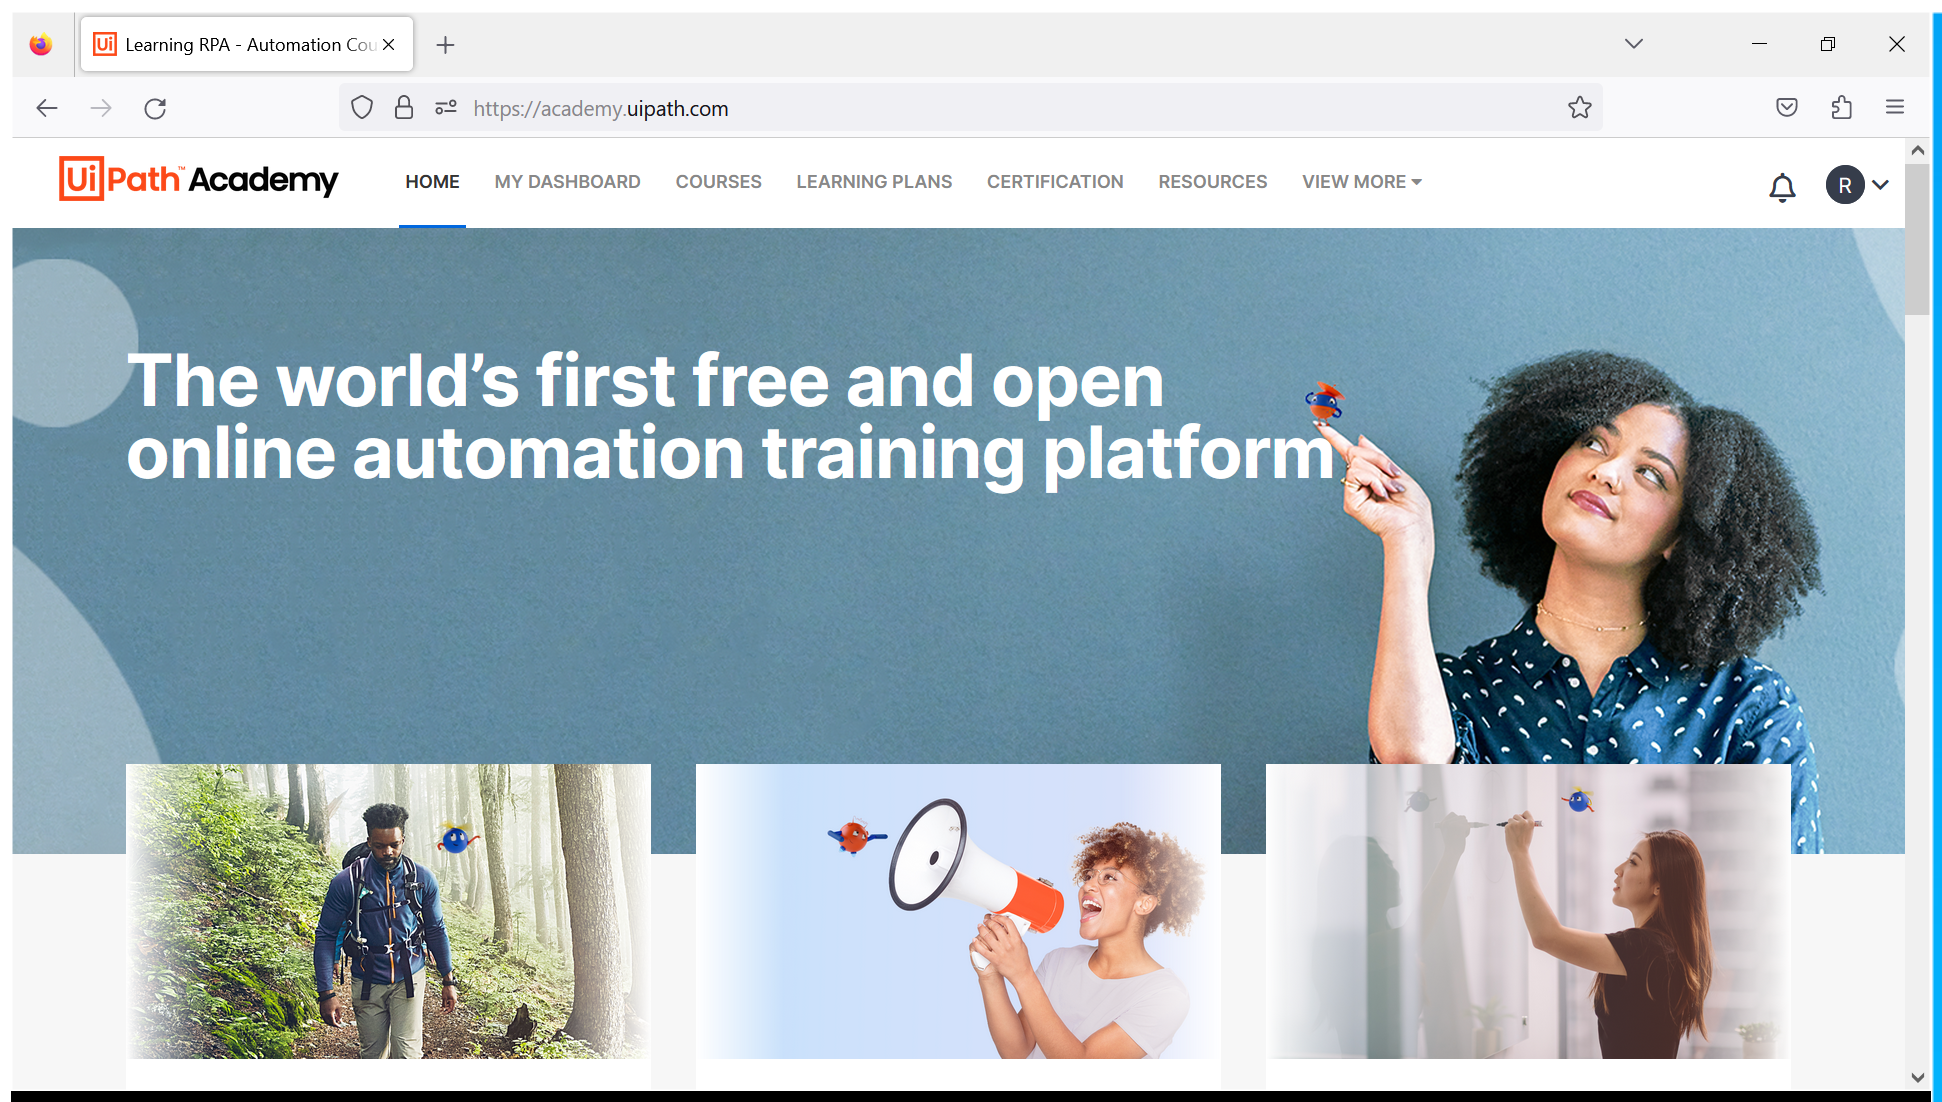 Learning RPA - Automation Cou
https://academy.uipath.com
UiPath™ Academy
HOME
MY DASHBOARD
COURSES
LEARNING PLANS
CERTIFICATION
RESOURCES
VIEW MORE
R
The world’s first free and open
online automation training platform